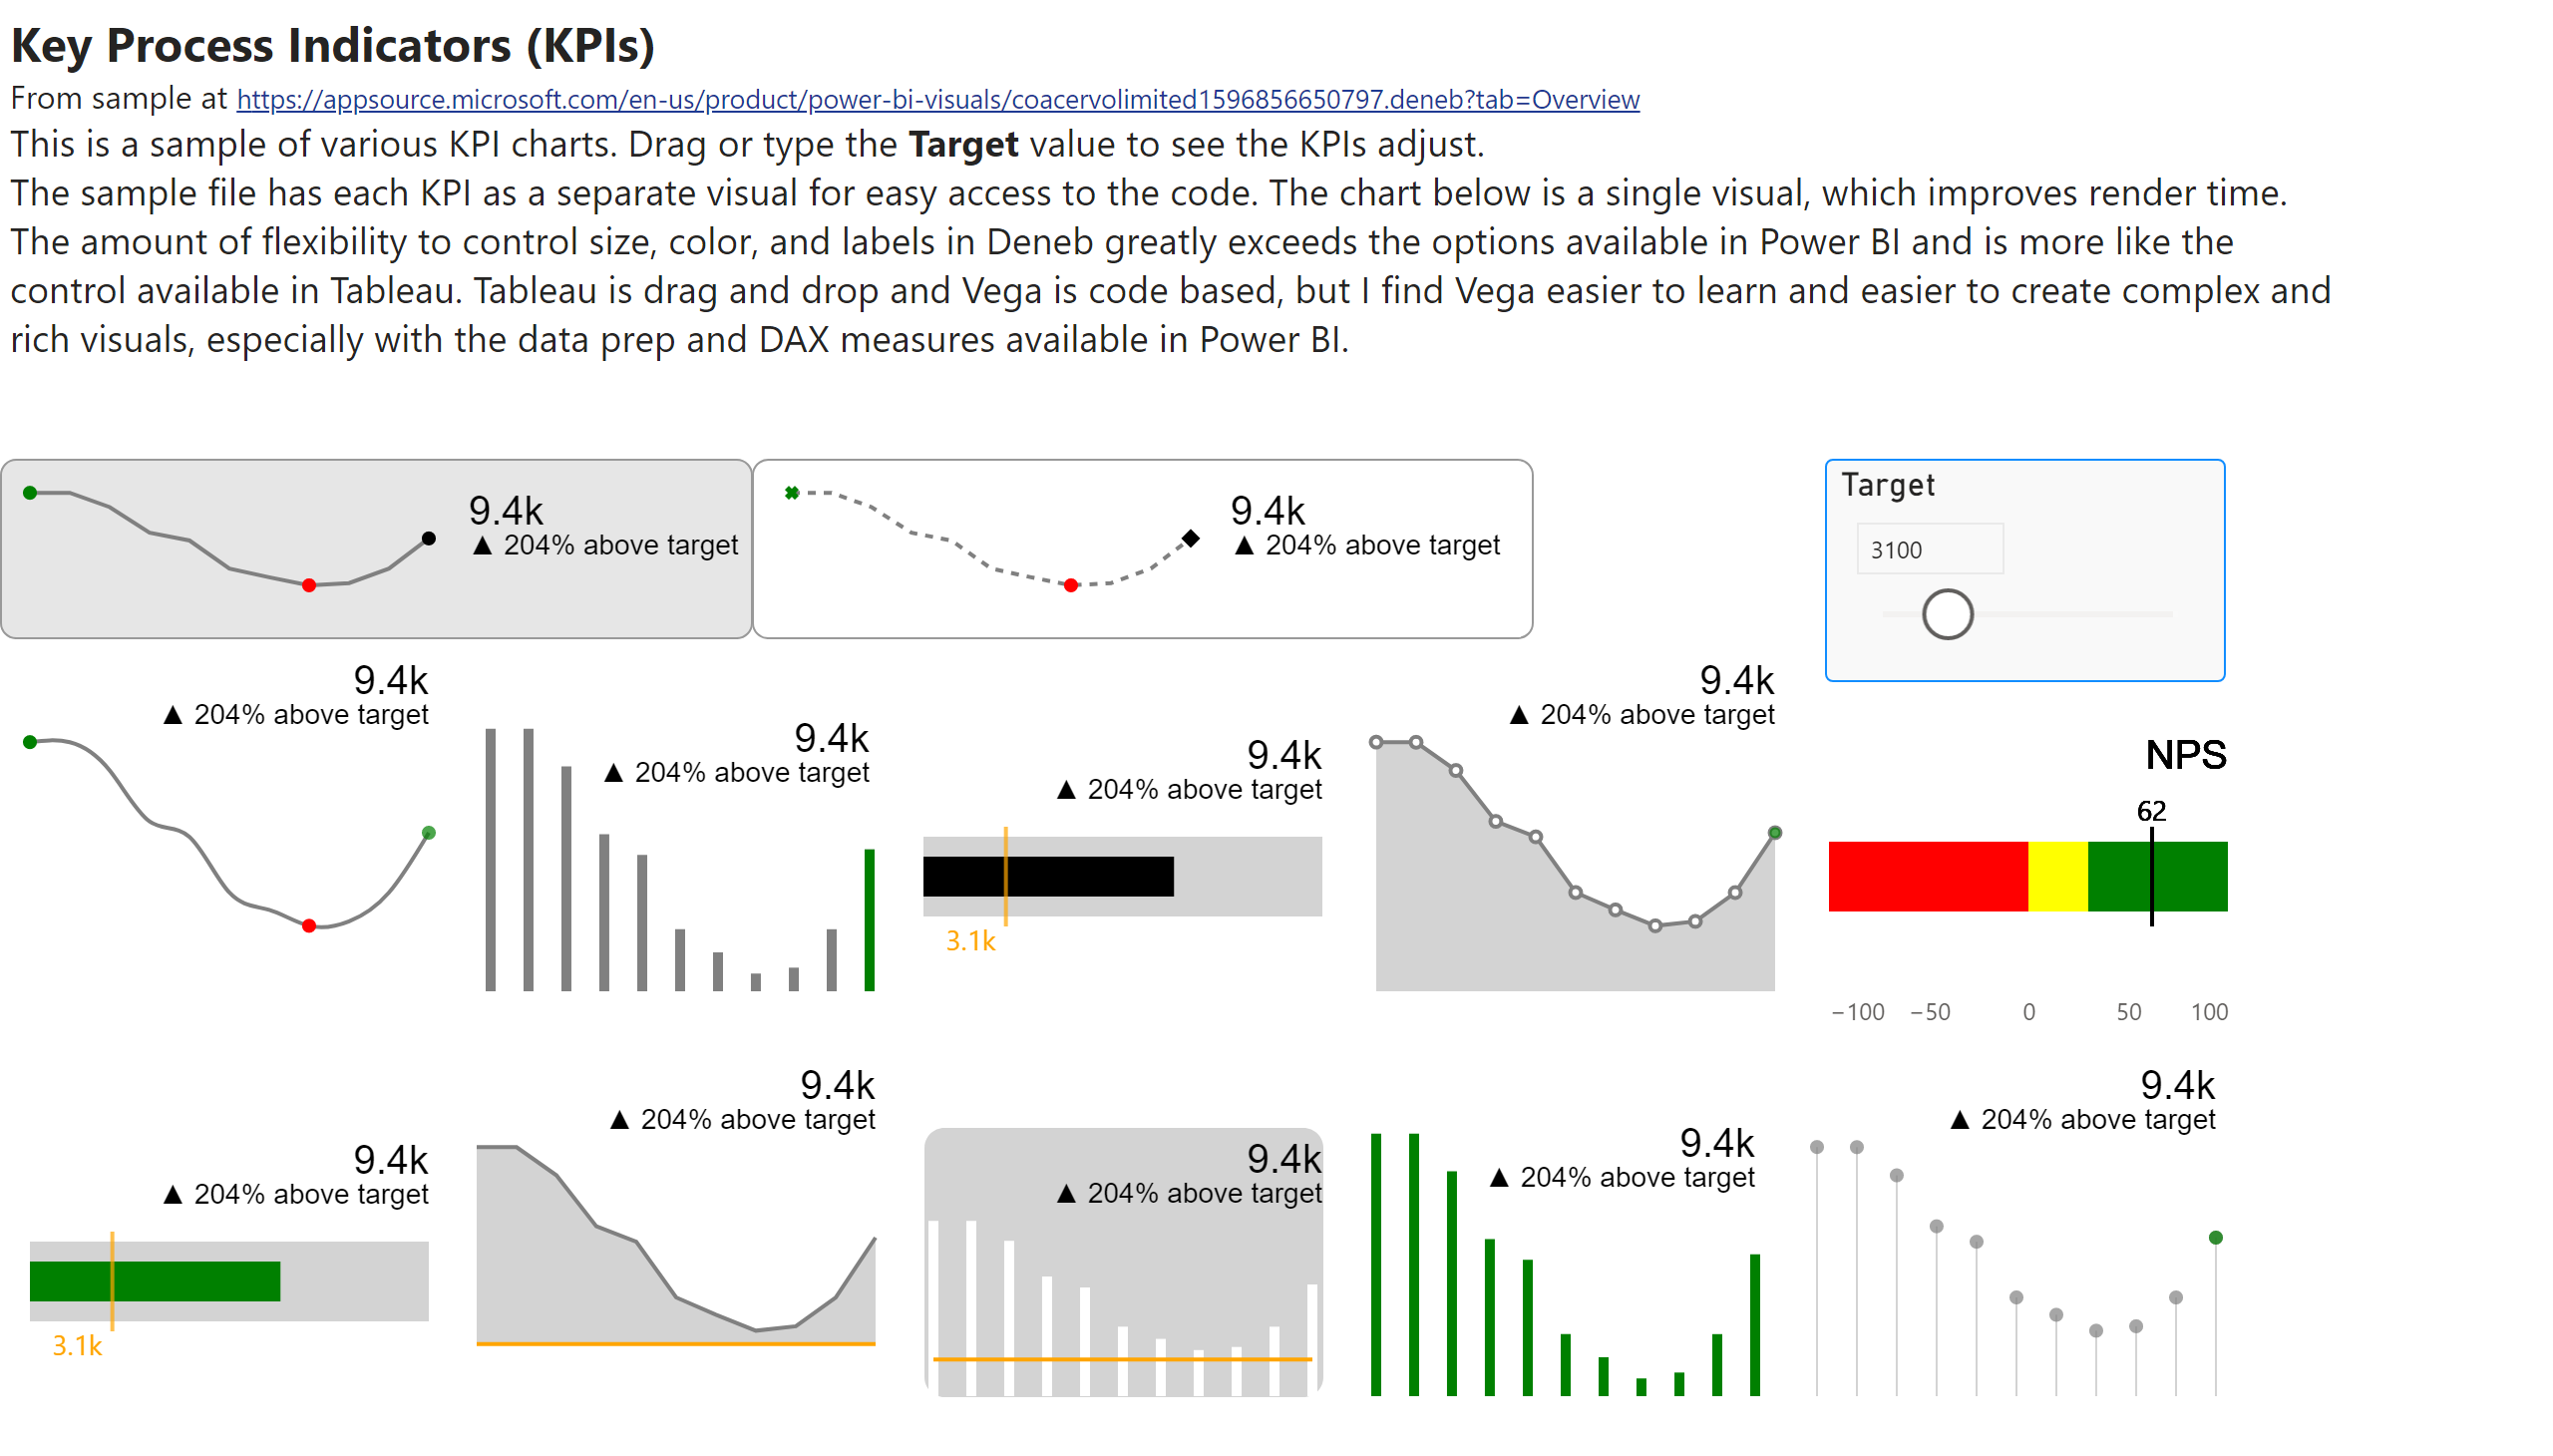 Key Process Indicators (KPIs)
From sample at https://appsource.microsoft.com/en-us/product/power-bi-visuals/coacervolimited1596856650797.deneb?tab=Overview
This is a sample of various KPI charts. Drag or type the Target value to see the KPIs adjust.
The sample file has each KPI as a separate visual for easy access to the code. The chart below is a single visual, which improves render time.
The amount of flexibility to control size, color, and labels in Deneb greatly exceeds the options available in Power BI and is more like the
control available in Tableau. Tableau is drag and drop and Vega is code based, but I find Vega easier to learn and easier to create complex and
rich visuals, especially with the data prep and DAX measures available in Power BI.
9.4k
▲ 204% above target
9.4k
▲ 204% above target
Target
3100
9.4k
▲ 204% above target
9.4k
▲ 204% above target
9.4k
▲ 204% above target
3.1k
9.4k
▲ 204% above target
NPS
62
−100 −50 0 50 100
9.4k
▲ 204% above target
3.1k
9.4k
▲ 204% above target
9.4k
▲ 204% above target
9.4k
▲ 204% above target
9.4k
▲ 204% above target